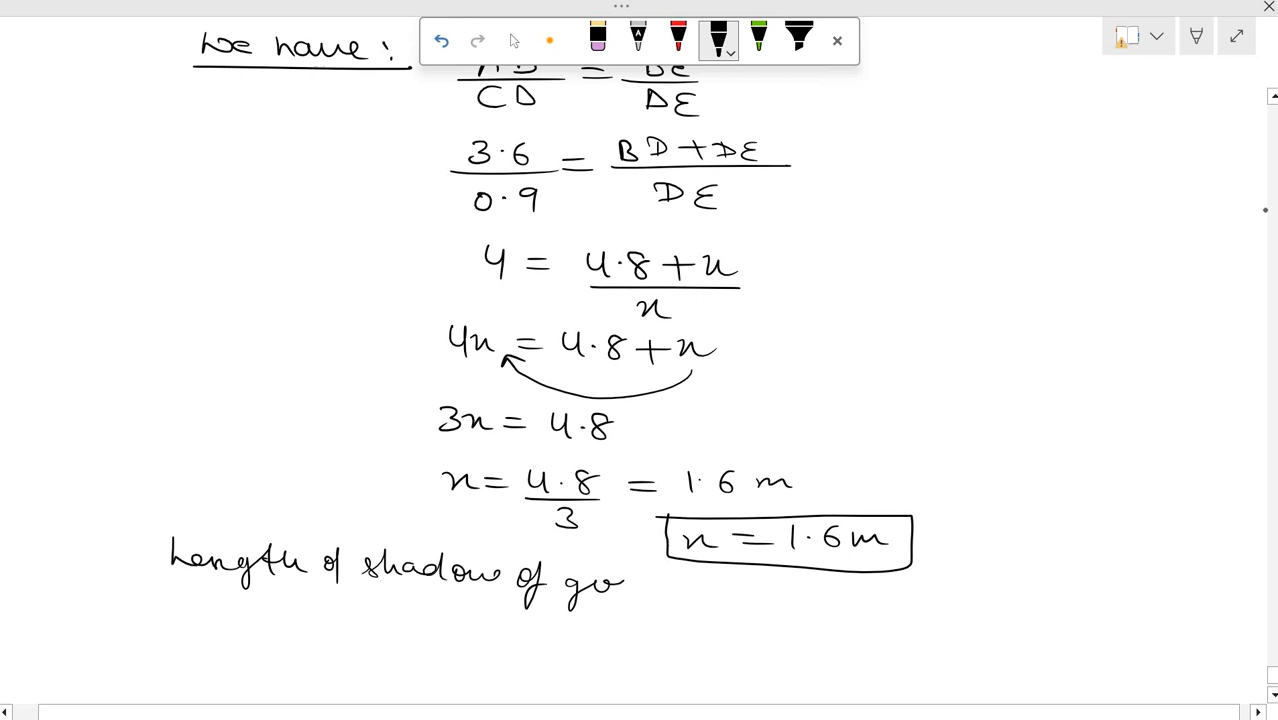 We have :
CD   DE
3.6 = BD + DE
0.9   DE
4 = 4.8 + x
x
4x = 4.8 + x
3x = 4.8
x = 4.8 = 1.6 m
3
x = 1.6 m
Length of shadow of